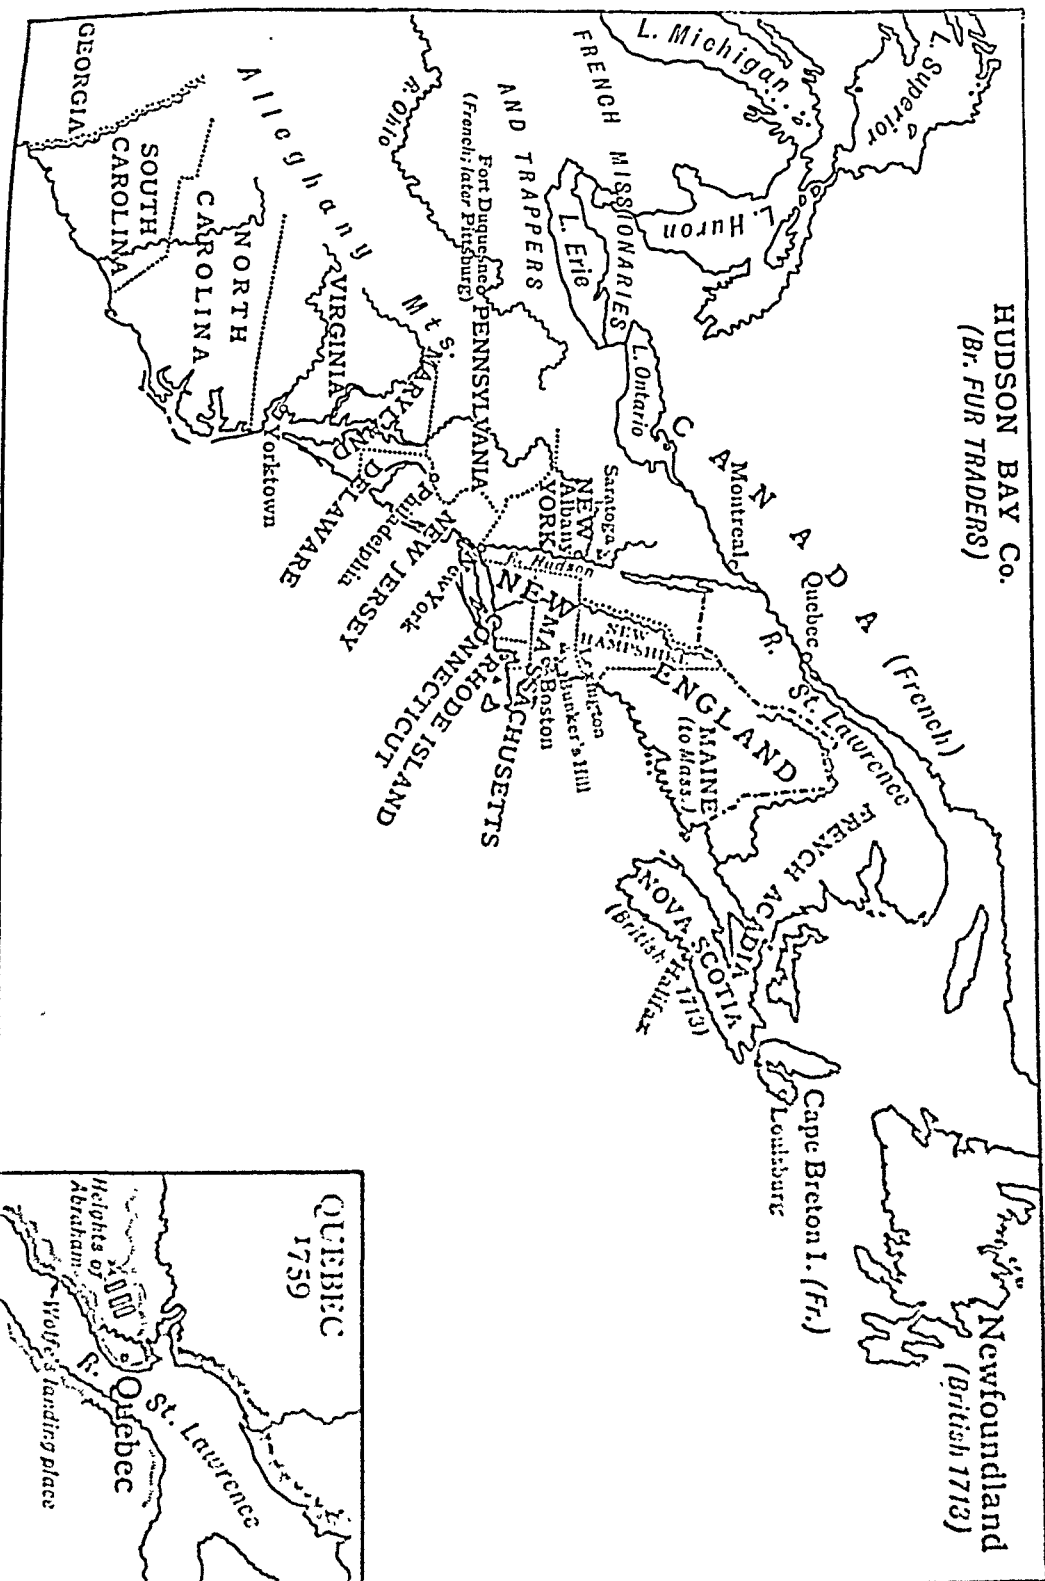 HUDSON BAY Co.
(Br. FUR TRADERS)
Newfoundland
(British 1713)
L. Superior
CANADA (French)
Quebec
R. St. Lawrence
Montreal
Cape Breton I. (Fr.)
Louisburg
FRENCH ACADIA
NOVA SCOTIA
(British 1713)
Halifax
L. Michigan
L. Huron
L. Ontario
L. Erie
FRENCH MISSIONARIES
AND TRAPPERS
MAINE
(to Mass.)
NEW ENGLAND
NEW
HAMPSHIRE
Saratoga
NEW
YORK
Albany
R. Hudson
Lexington
Bunker's Hill
Boston
MASSACHUSETTS
RHODE ISLAND
CONNECTICUT
New York
NEW JERSEY
Philadelphia
DELAWARE
PENNSYLVANIA
Fort Duquesne
(French; later Pittsburg)
R. Ohio
MARYLAND
VIRGINIA
Yorktown
Alleghany Mts.
NORTH
CAROLINA
SOUTH
CAROLINA
GEORGIA
QUEBEC
1759
St. Lawrence
R.
Quebec
Heights of
Abraham
Wolfe's landing place